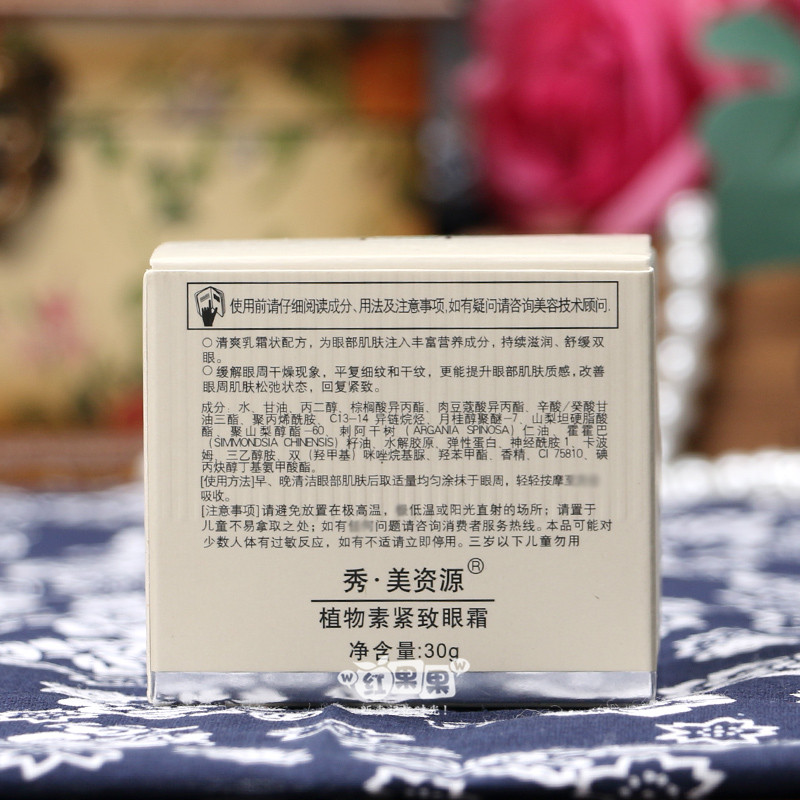 使用前请仔细阅读成分、用法及注意事项,如有疑问请咨询美容技术顾问.
○清爽乳霜状配方，为眼部肌肤注入丰富营养成分，持续滋润、舒缓双
眼。
○缓解眼周干燥现象，平复细纹和干纹，更能提升眼部肌肤质感,改善
眼周肌肤松弛状态，回复紧致。
成分：水、甘油、丙二醇、棕榈酸异丙酯、肉豆蔻酸异丙酯、辛酸/癸酸甘
油三酯、聚丙烯酰胺、C13-14 异链烷烃、月桂醇聚醚-7、山梨坦硬脂酸
酯、聚山梨醇酯-60、刺阿干树（ARGANIA SPINOSA）仁油、霍霍巴
（SIMMONDSIA CHINENSIS）籽油、水解胶原、弹性蛋白、神经酰胺 1、卡波
姆、三乙醇胺、双（羟甲基）咪唑烷基脲、羟苯甲酯、香精、CI 75810、碘
丙炔醇丁基氨甲酸酯。
[使用方法]早、晚清洁眼部肌肤后取适量均匀涂抹于眼周，轻轻按摩
吸收。
[注意事项]请避免放置在极高温，低温或阳光直射的场所；请置于
儿童不易拿取之处；如有问题请咨询消费者服务热线。本品可能对
少数人体有过敏反应，如有不适请立即停用。三岁以下儿童勿用
秀·美资源®
植物素紧致眼霜
净含量:30g
红果果